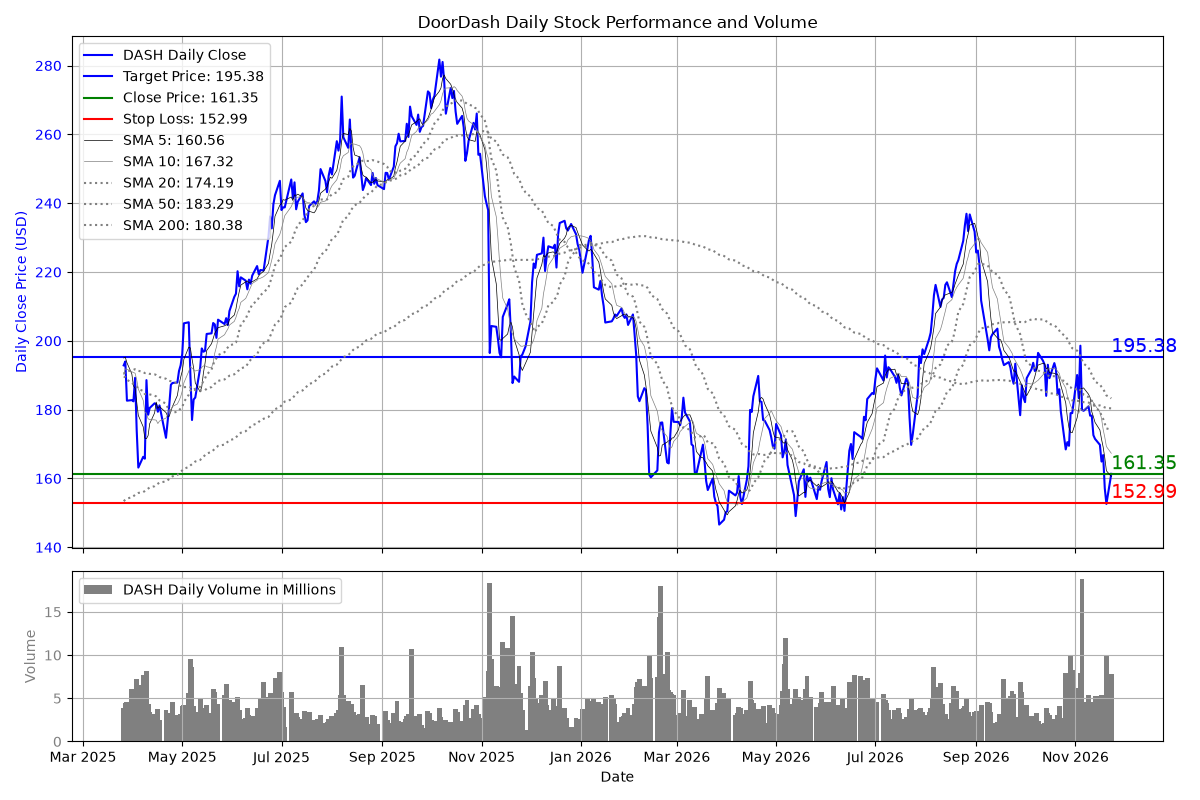 DoorDash Daily Stock Performance and Volume
DASH Daily Close
Target Price: 195.38
Close Price: 161.35
Stop Loss: 152.99
SMA 5: 160.56
SMA 10: 167.32
SMA 20: 174.19
SMA 50: 183.29
SMA 200: 180.38
280
260
240
220
200
180
160
140
Daily Close Price (USD)
195.38
161.35
152.99
DASH Daily Volume in Millions
15
10
5
0
Volume
Mar 2025 May 2025 Jul 2025 Sep 2025 Nov 2025 Jan 2026 Mar 2026 May 2026 Jul 2026 Sep 2026 Nov 2026
Date